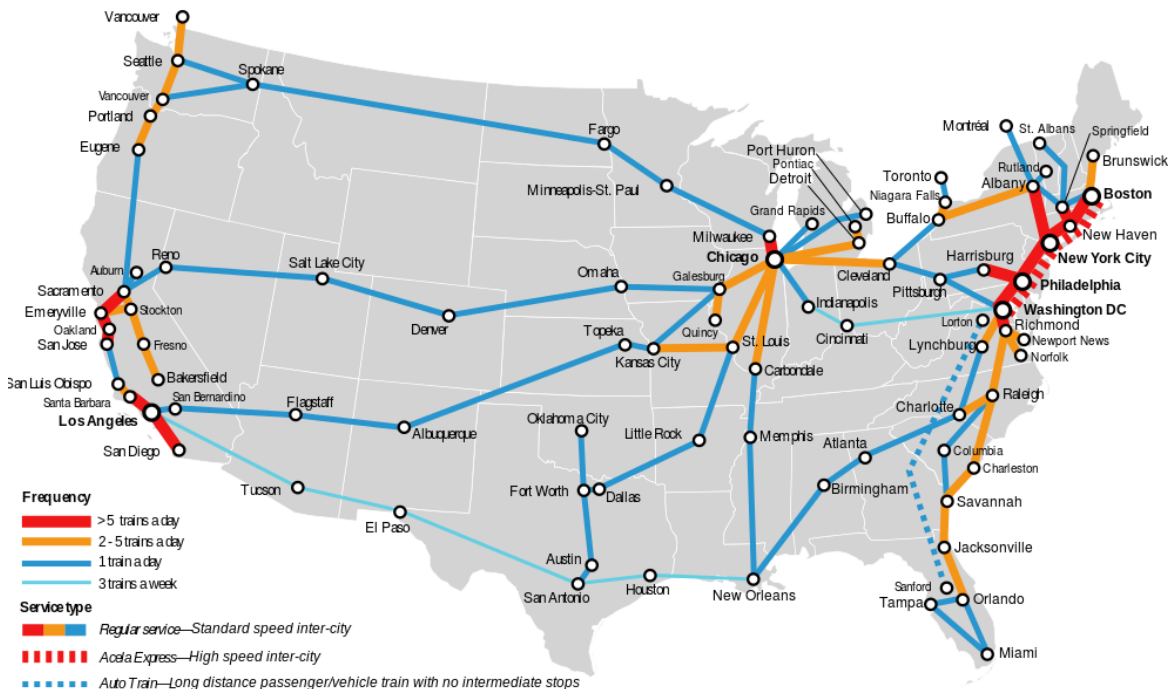 Vancouver
Seattle
Spokane
Vancouver
Portland
Eugene
Fargo
Minneapolis-St. Paul
Port Huron
Pontiac
Detroit
Grand Rapids
Milwaukee
Chicago
Montréal
St. Albans
Springfield
Rutland
Brunswick
Toronto
Albany
Niagara Falls
Boston
Buffalo
New Haven
New York City
Harrisburg
Cleveland
Pittsburgh
Philadelphia
Washington DC
Reno
Auburn
Salt Lake City
Sacramento
Omaha
Galesburg
Emeryville
Stockton
Indianapolis
Lorton
Richmond
Oakland
Denver
Topeka
Quincy
Cincinnati
Newport News
San Jose
Fresno
Kansas City
St. Louis
Lynchburg
Norfolk
Carbondale
San Luis Obispo
Bakersfield
Santa Barbara
San Bernardino
Flagstaff
Raleigh
Los Angeles
Oklahoma City
Charlotte
Albuquerque
Little Rock
Memphis
Atlanta
San Diego
Columbia
Charleston
Tucson
Fort Worth
Dallas
Birmingham
Savannah
El Paso
Jacksonville
Austin
San Antonio
Houston
New Orleans
Sanford
Orlando
Tampa
Miami
Frequency
>5 trains a day
2 - 5 trains a day
1 train a day
3 trains a week
Service type
Regular service—Standard speed inter-city
Acela Express—High speed inter-city
Auto Train—Long distance passenger/vehicle train with no intermediate stops